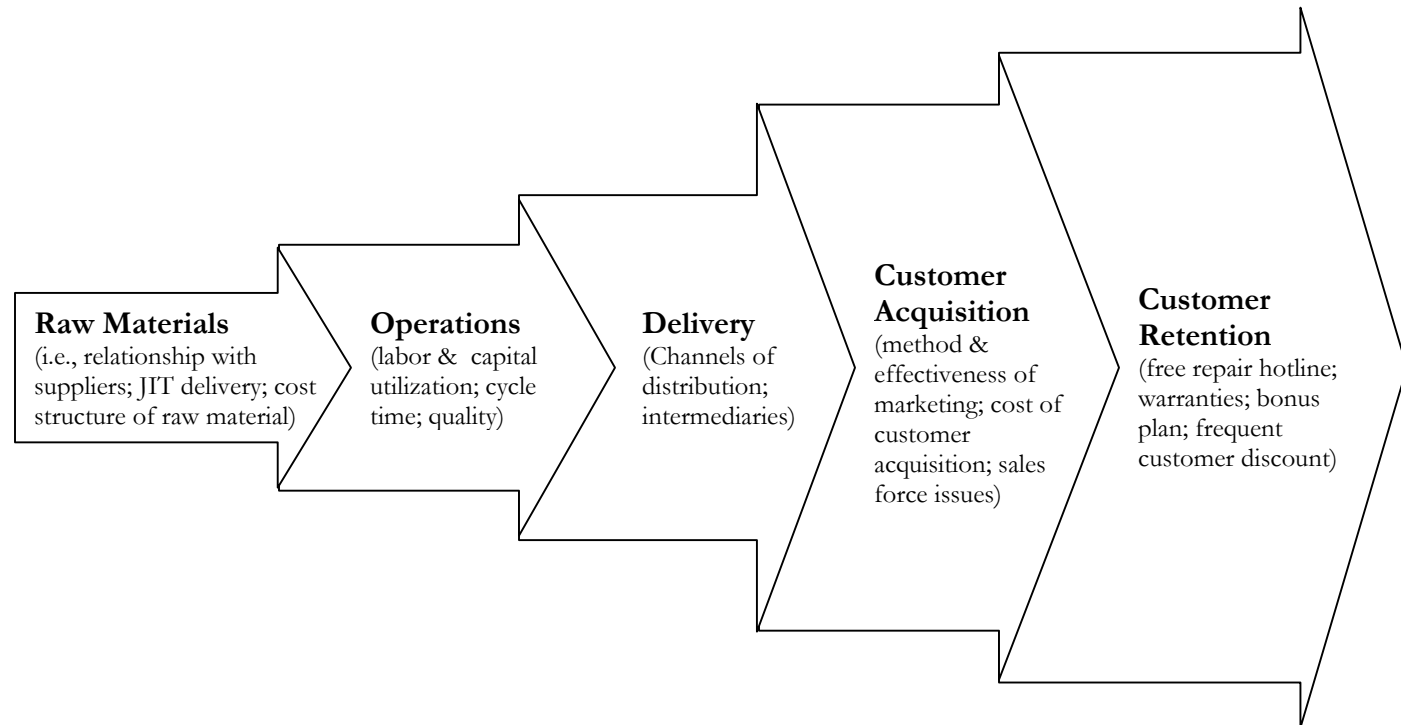 Raw Materials
(i.e., relationship with
suppliers; JIT delivery; cost
structure of raw material)
Operations
(labor & capital
utilization; cycle
time; quality)
Delivery
(Channels of
distribution;
intermediaries)
Customer
Acquisition
(method &
effectiveness of
marketing; cost of
customer
acquisition; sales
force issues)
Customer
Retention
(free repair hotline;
warranties; bonus
plan; frequent
customer discount)